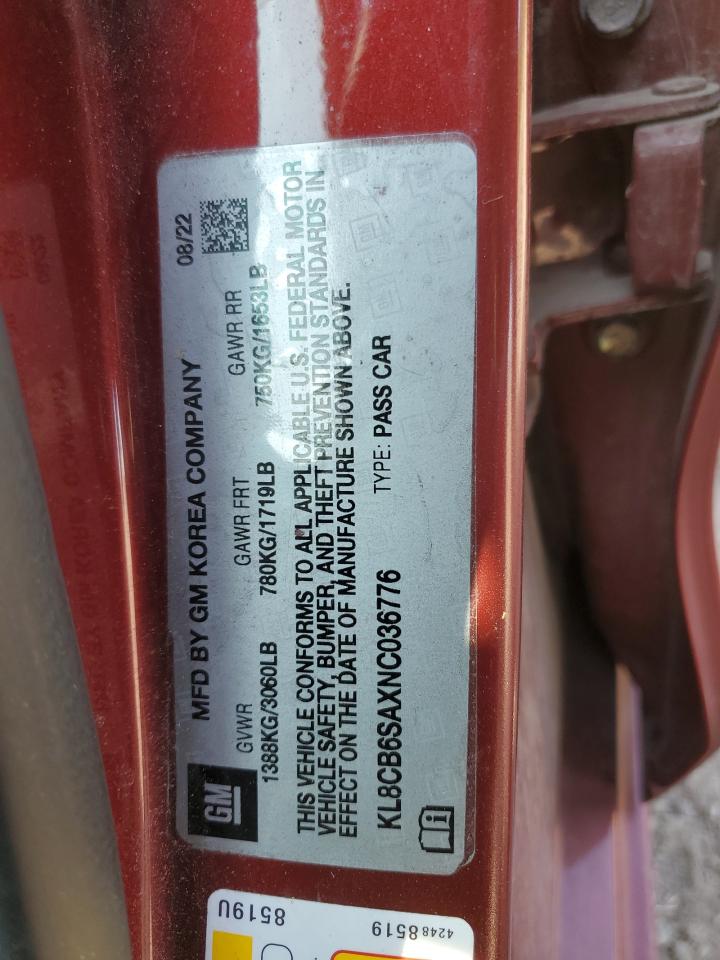 MFD BY GM KOREA COMPANY 08/22
GM
GVWR GAWR FRT GAWR RR
1388KG/3060LB 780KG/1719LB 750KG/1653LB
THIS VEHICLE CONFORMS TO ALL APPLICABLE U.S. FEDERAL MOTOR
VEHICLE SAFETY, BUMPER, AND THEFT PREVENTION STANDARDS IN
EFFECT ON THE DATE OF MANUFACTURE SHOWN ABOVE.
KL8CB6SAXNC036776 TYPE: PASS CAR
8519U
42488519